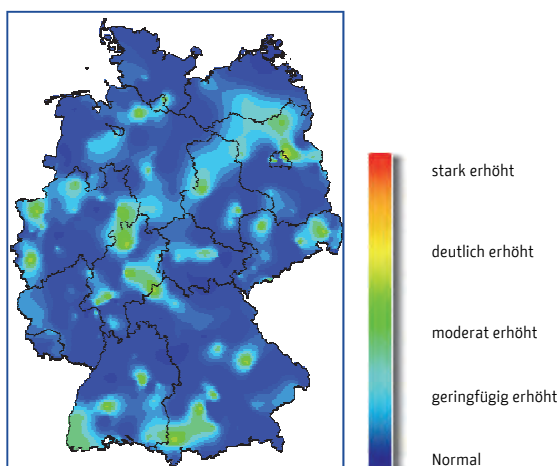 stark erhöht
deutlich erhöht
moderat erhöht
geringfügig erhöht
Normal